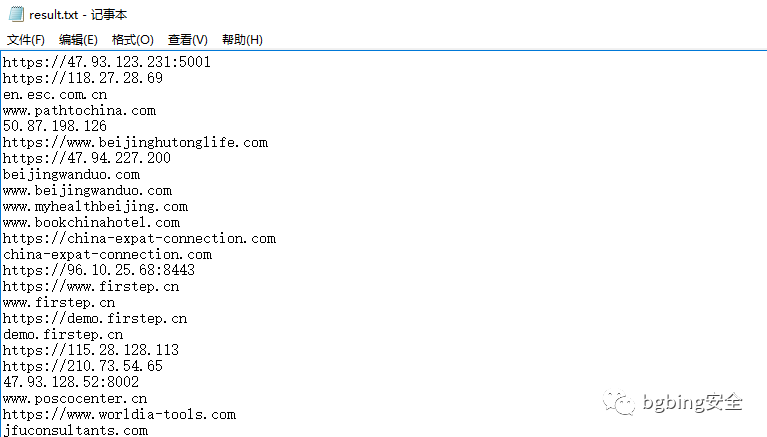 result.txt - 记事本
文件(F) 编辑(E) 格式(O) 查看(V) 帮助(H)
https://47.93.123.231:5001
https://118.27.28.69
en.esc.com.cn
www.pathtochina.com
50.87.198.126
https://www.beijinghutonglife.com
https://47.94.227.200
beijingwanduo.com
www.beijingwanduo.com
www.myhealthbeijing.com
www.bookchinahotel.com
https://china-expat-connection.com
china-expat-connection.com
https://96.10.25.68:8443
https://www.firstep.cn
www.firstep.cn
https://demo.firstep.cn
demo.firstep.cn
https://115.28.128.113
https://210.73.54.65
47.93.128.52:8002
www.poscocenter.cn
https://www.worldia-tools.com
jfuconsultants.com
bgbing安全